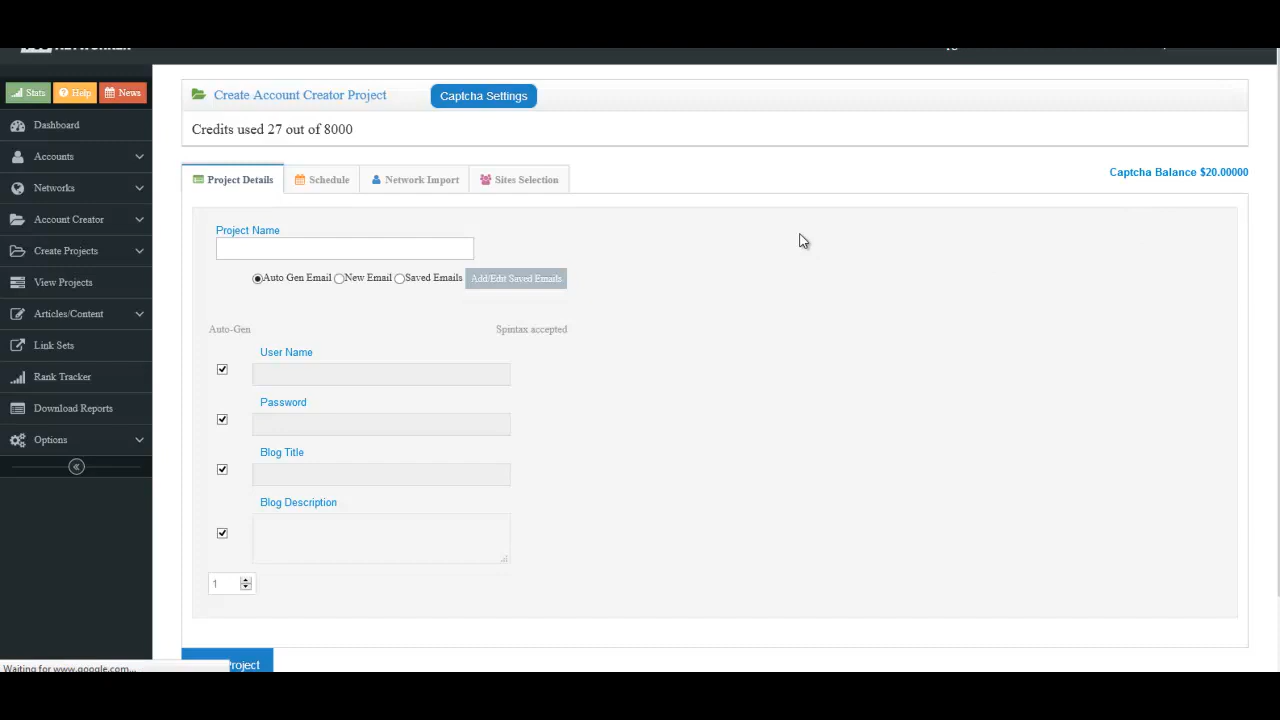 Stats Help News
Create Account Creator Project
Captcha Settings
Dashboard
Credits used 27 out of 8000
Accounts
Captcha Balance $20.00000
Project Details Schedule Network Import Sites Selection
Networks
Account Creator
Project Name
Create Projects
Auto Gen Email New Email Saved Emails Add/Edit Saved Emails
View Projects
Articles/Content
Auto-Gen Spintax accepted
Link Sets
User Name
Rank Tracker
Password
Download Reports
Options
Blog Title
Blog Description
1
Waiting for www.google.com...
Project